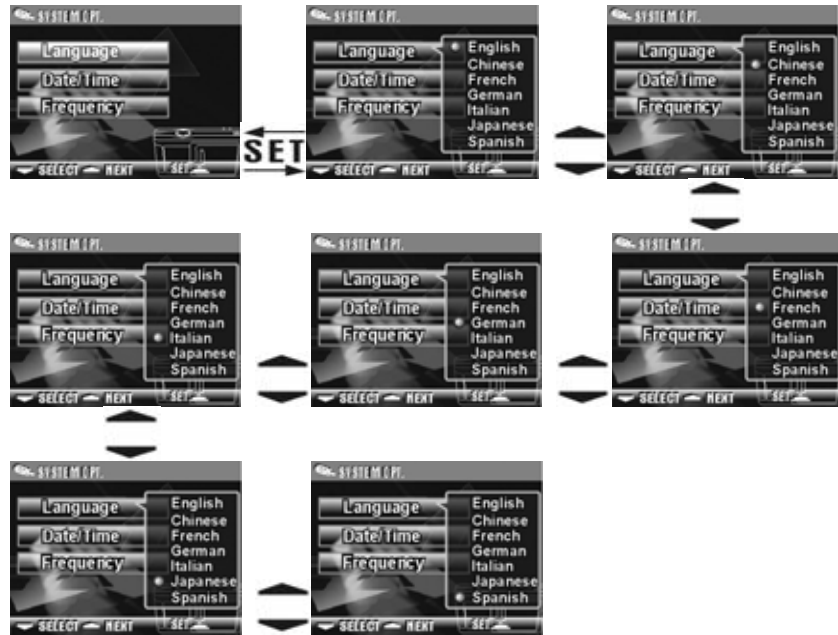 SYSTEM OPT.
Language
Date/Time
Frequency
SELECT NEXT SET
SET
SYSTEM OPT.
Language
Date/Time
Frequency
English
Chinese
French
German
Italian
Japanese
Spanish
SELECT NEXT SET
SYSTEM OPT.
Language
Date/Time
Frequency
English
Chinese
French
German
Italian
Japanese
Spanish
SELECT NEXT SET
SYSTEM OPT.
Language
Date/Time
Frequency
English
Chinese
French
German
Italian
Japanese
Spanish
SELECT NEXT SET
SYSTEM OPT.
Language
Date/Time
Frequency
English
Chinese
French
German
Italian
Japanese
Spanish
SELECT NEXT SET
SYSTEM OPT.
Language
Date/Time
Frequency
English
Chinese
French
German
Italian
Japanese
Spanish
SELECT NEXT SET
SYSTEM OPT.
Language
Date/Time
Frequency
English
Chinese
French
German
Italian
Japanese
Spanish
SELECT NEXT SET
SYSTEM OPT.
Language
Date/Time
Frequency
English
Chinese
French
German
Italian
Japanese
Spanish
SELECT NEXT SET